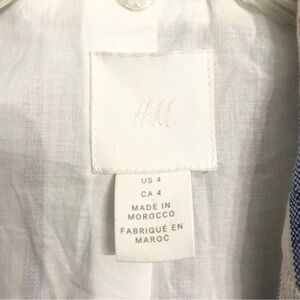 H&M
US 4
CA 4
MADE IN
MOROCCO
FABRIQUÉ EN
MAROC